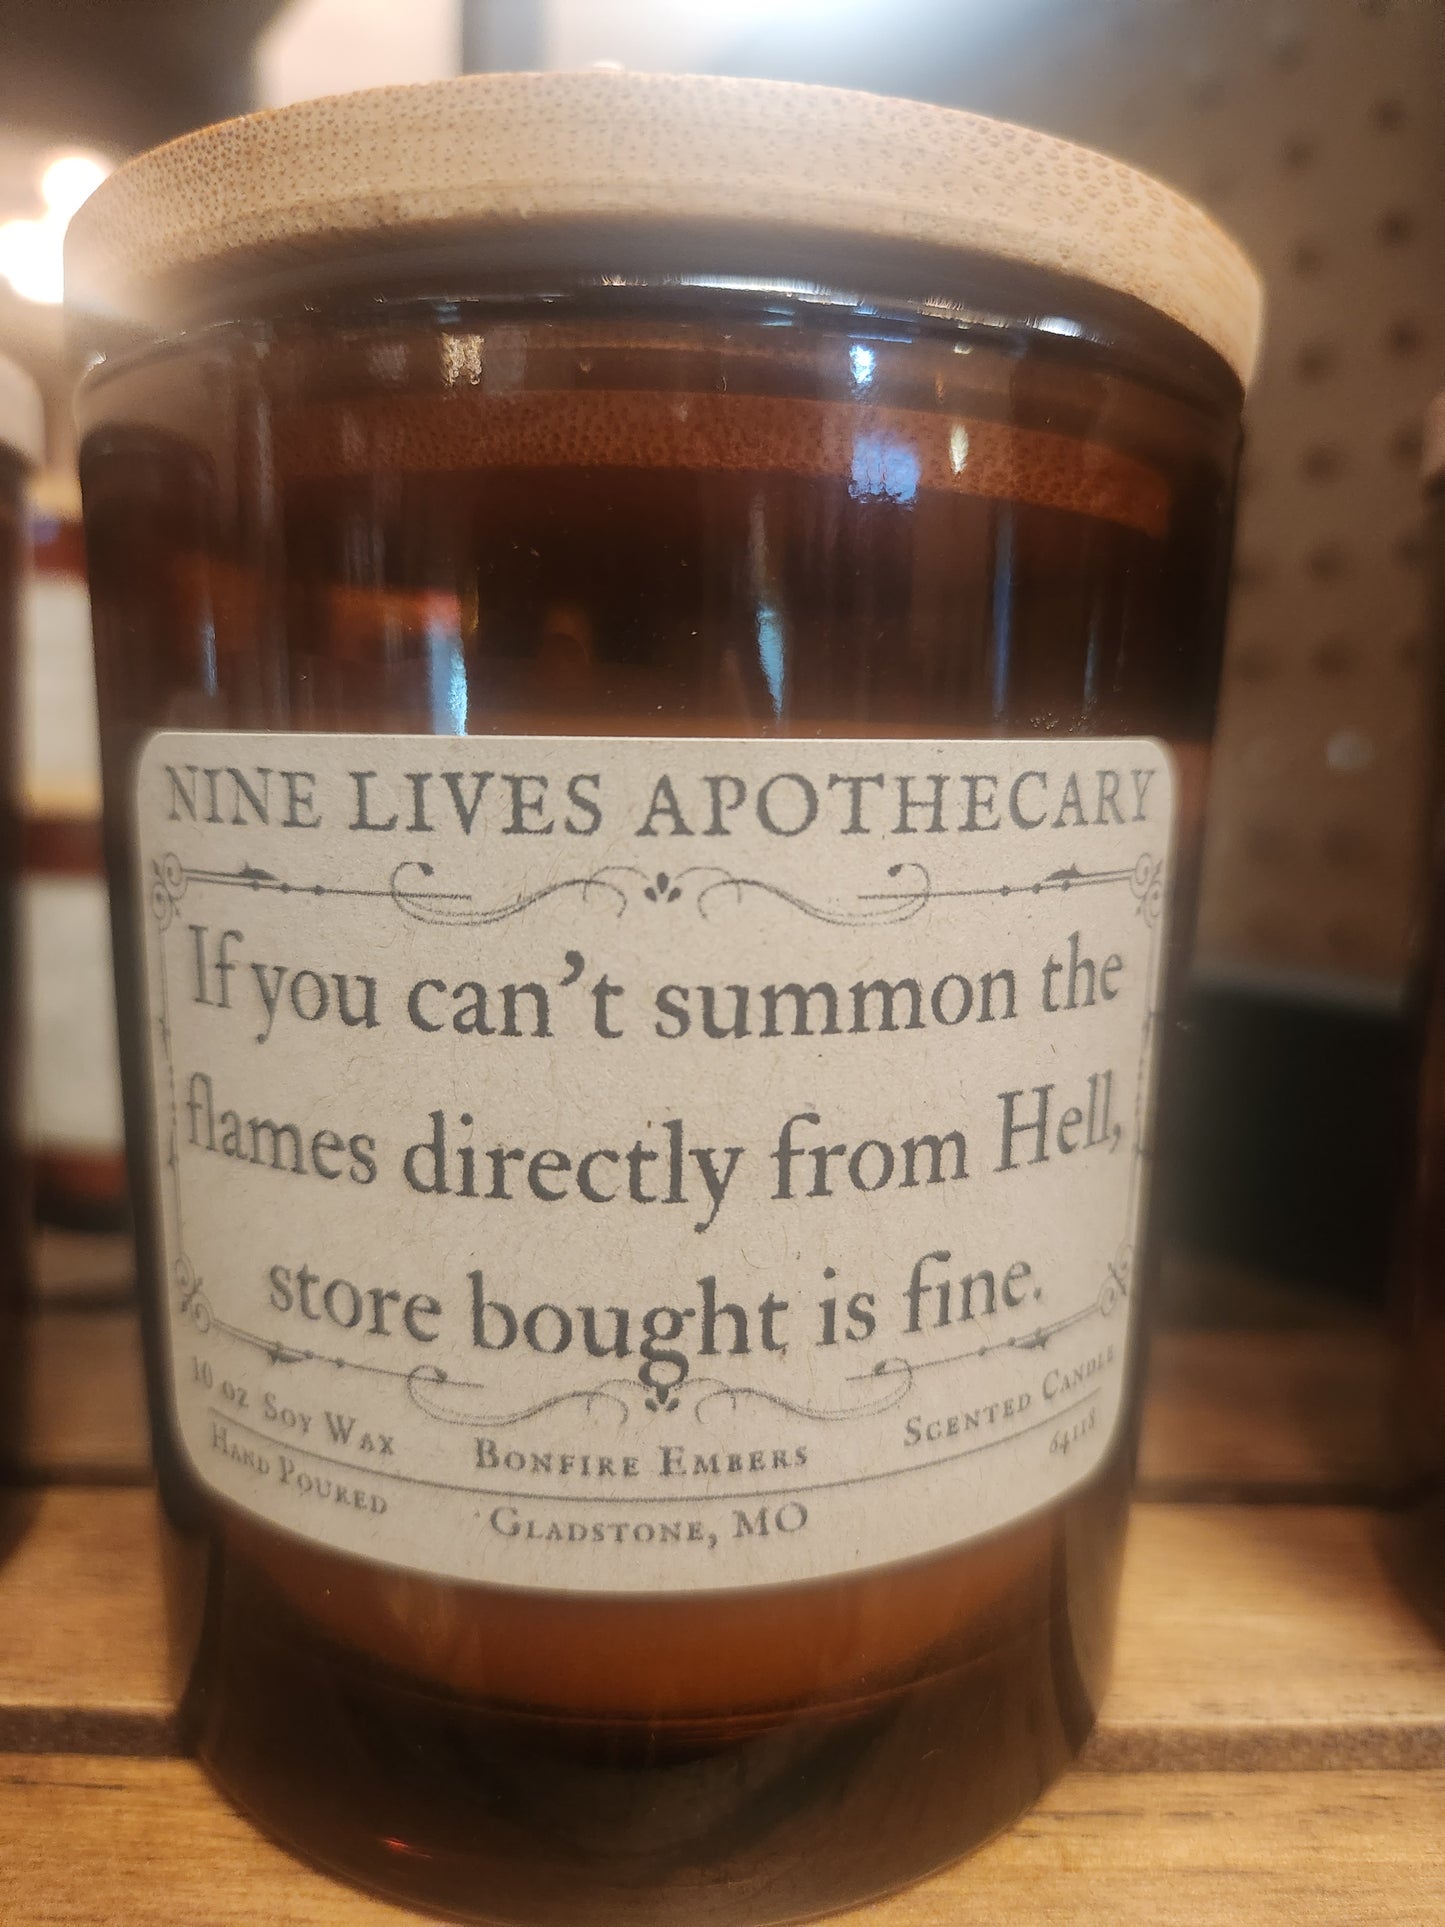 NINE LIVES APOTHECARY
If you can't summon the
flames directly from Hell,
store bought is fine.
10 oz Soy Wax
Bonfire Embers
Scented Candle
Hand Poured
Gladstone, MO
64118